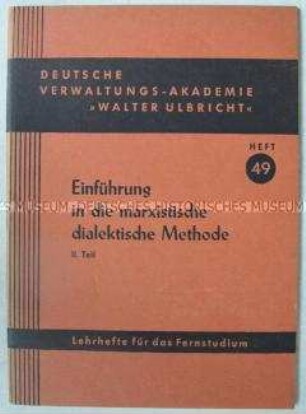 DEUTSCHE
VERWALTUNGS-AKADEMIE
»WALTER ULBRICHT«
HEFT
49
Einführung
in die marxistische
dialektische Methode
II. Teil
Lehrhefte für das Fernstudium